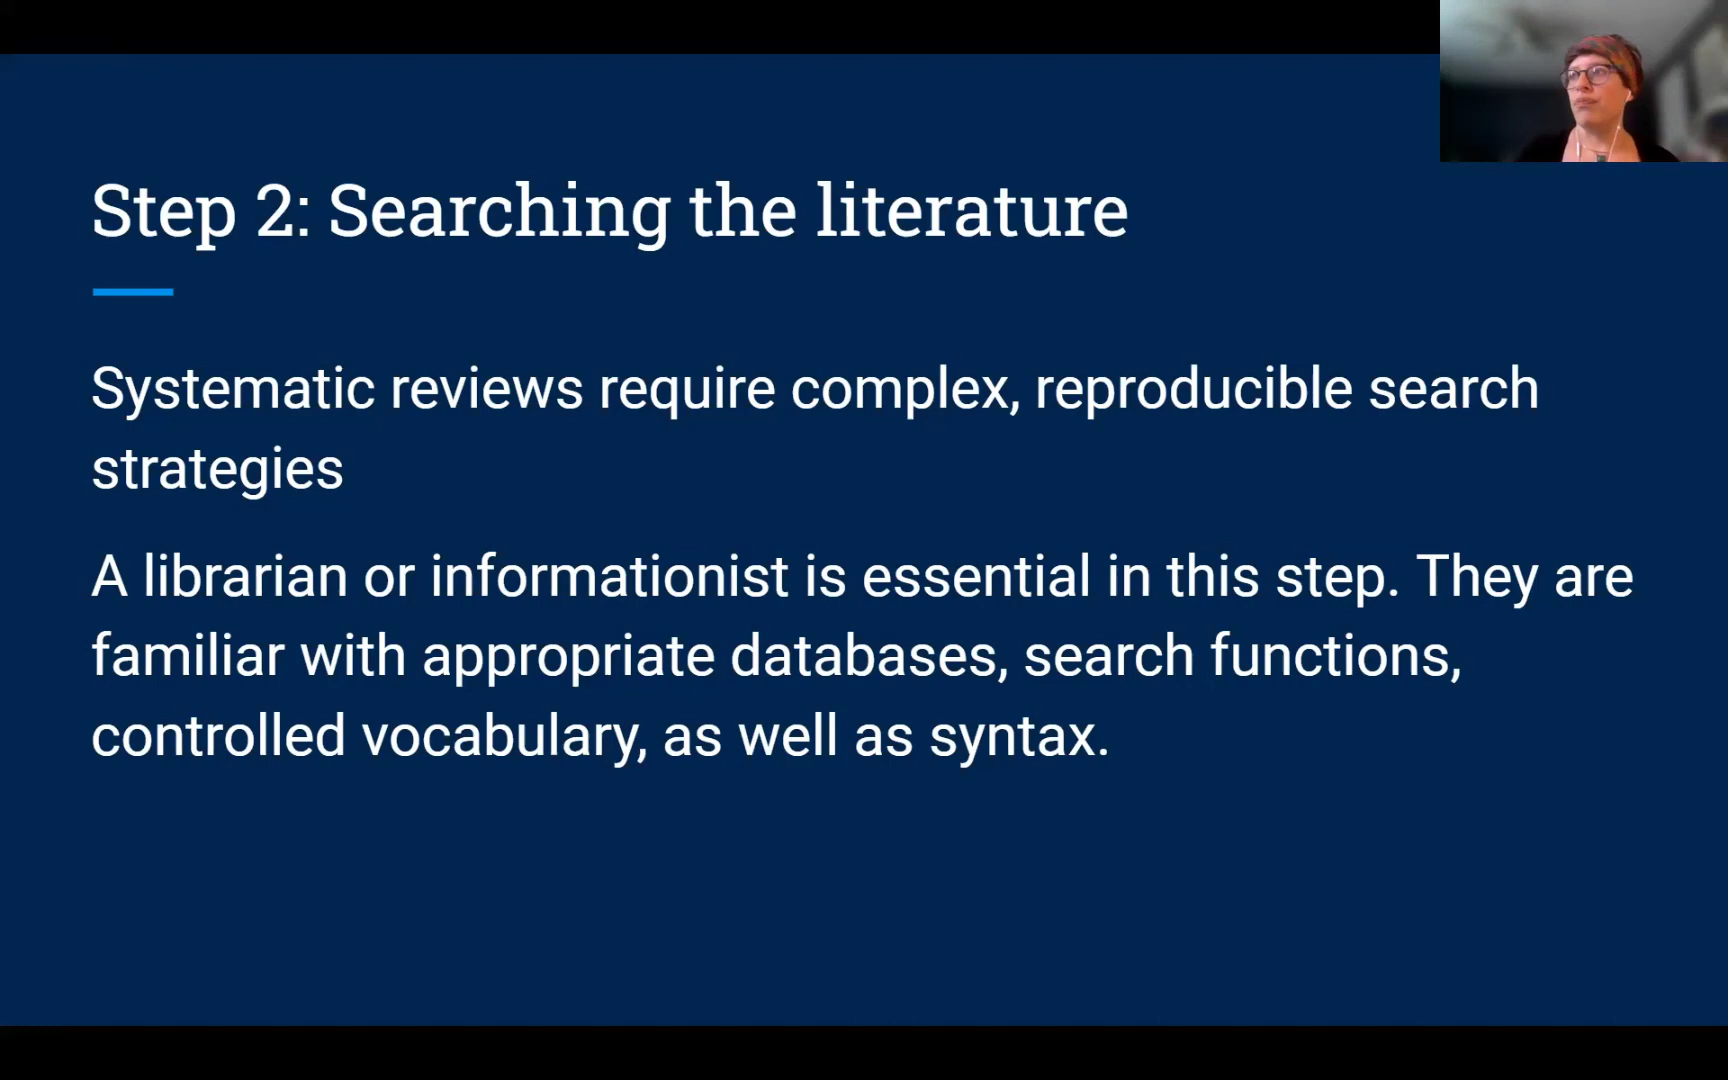 Step 2: Searching the literature
Systematic reviews require complex, reproducible search
strategies
A librarian or informationist is essential in this step. They are
familiar with appropriate databases, search functions,
controlled vocabulary, as well as syntax.